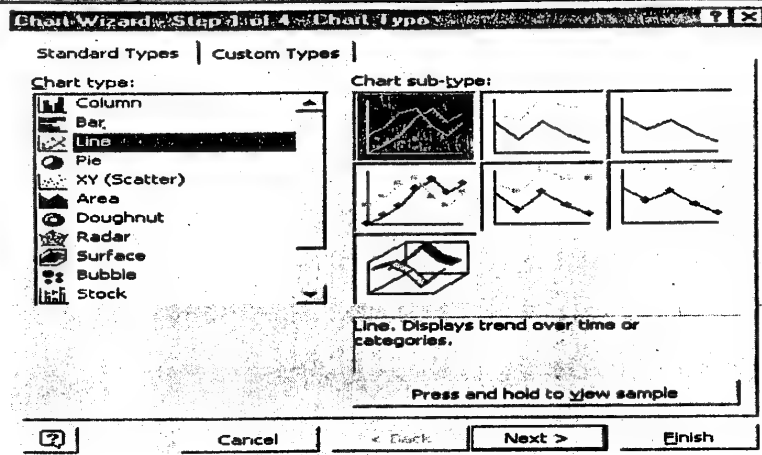 Chart Wizard - Step 1 of 4 - Chart Type
Standard Types
Custom Types
Chart type:
Column
Bar
Line
Pie
XY (Scatter)
Area
Doughnut
Radar
Surface
Bubble
Stock
Chart sub-type:
Line. Displays trend over time or
categories.
Press and hold to view sample
Cancel
< Back
Next >
Finish